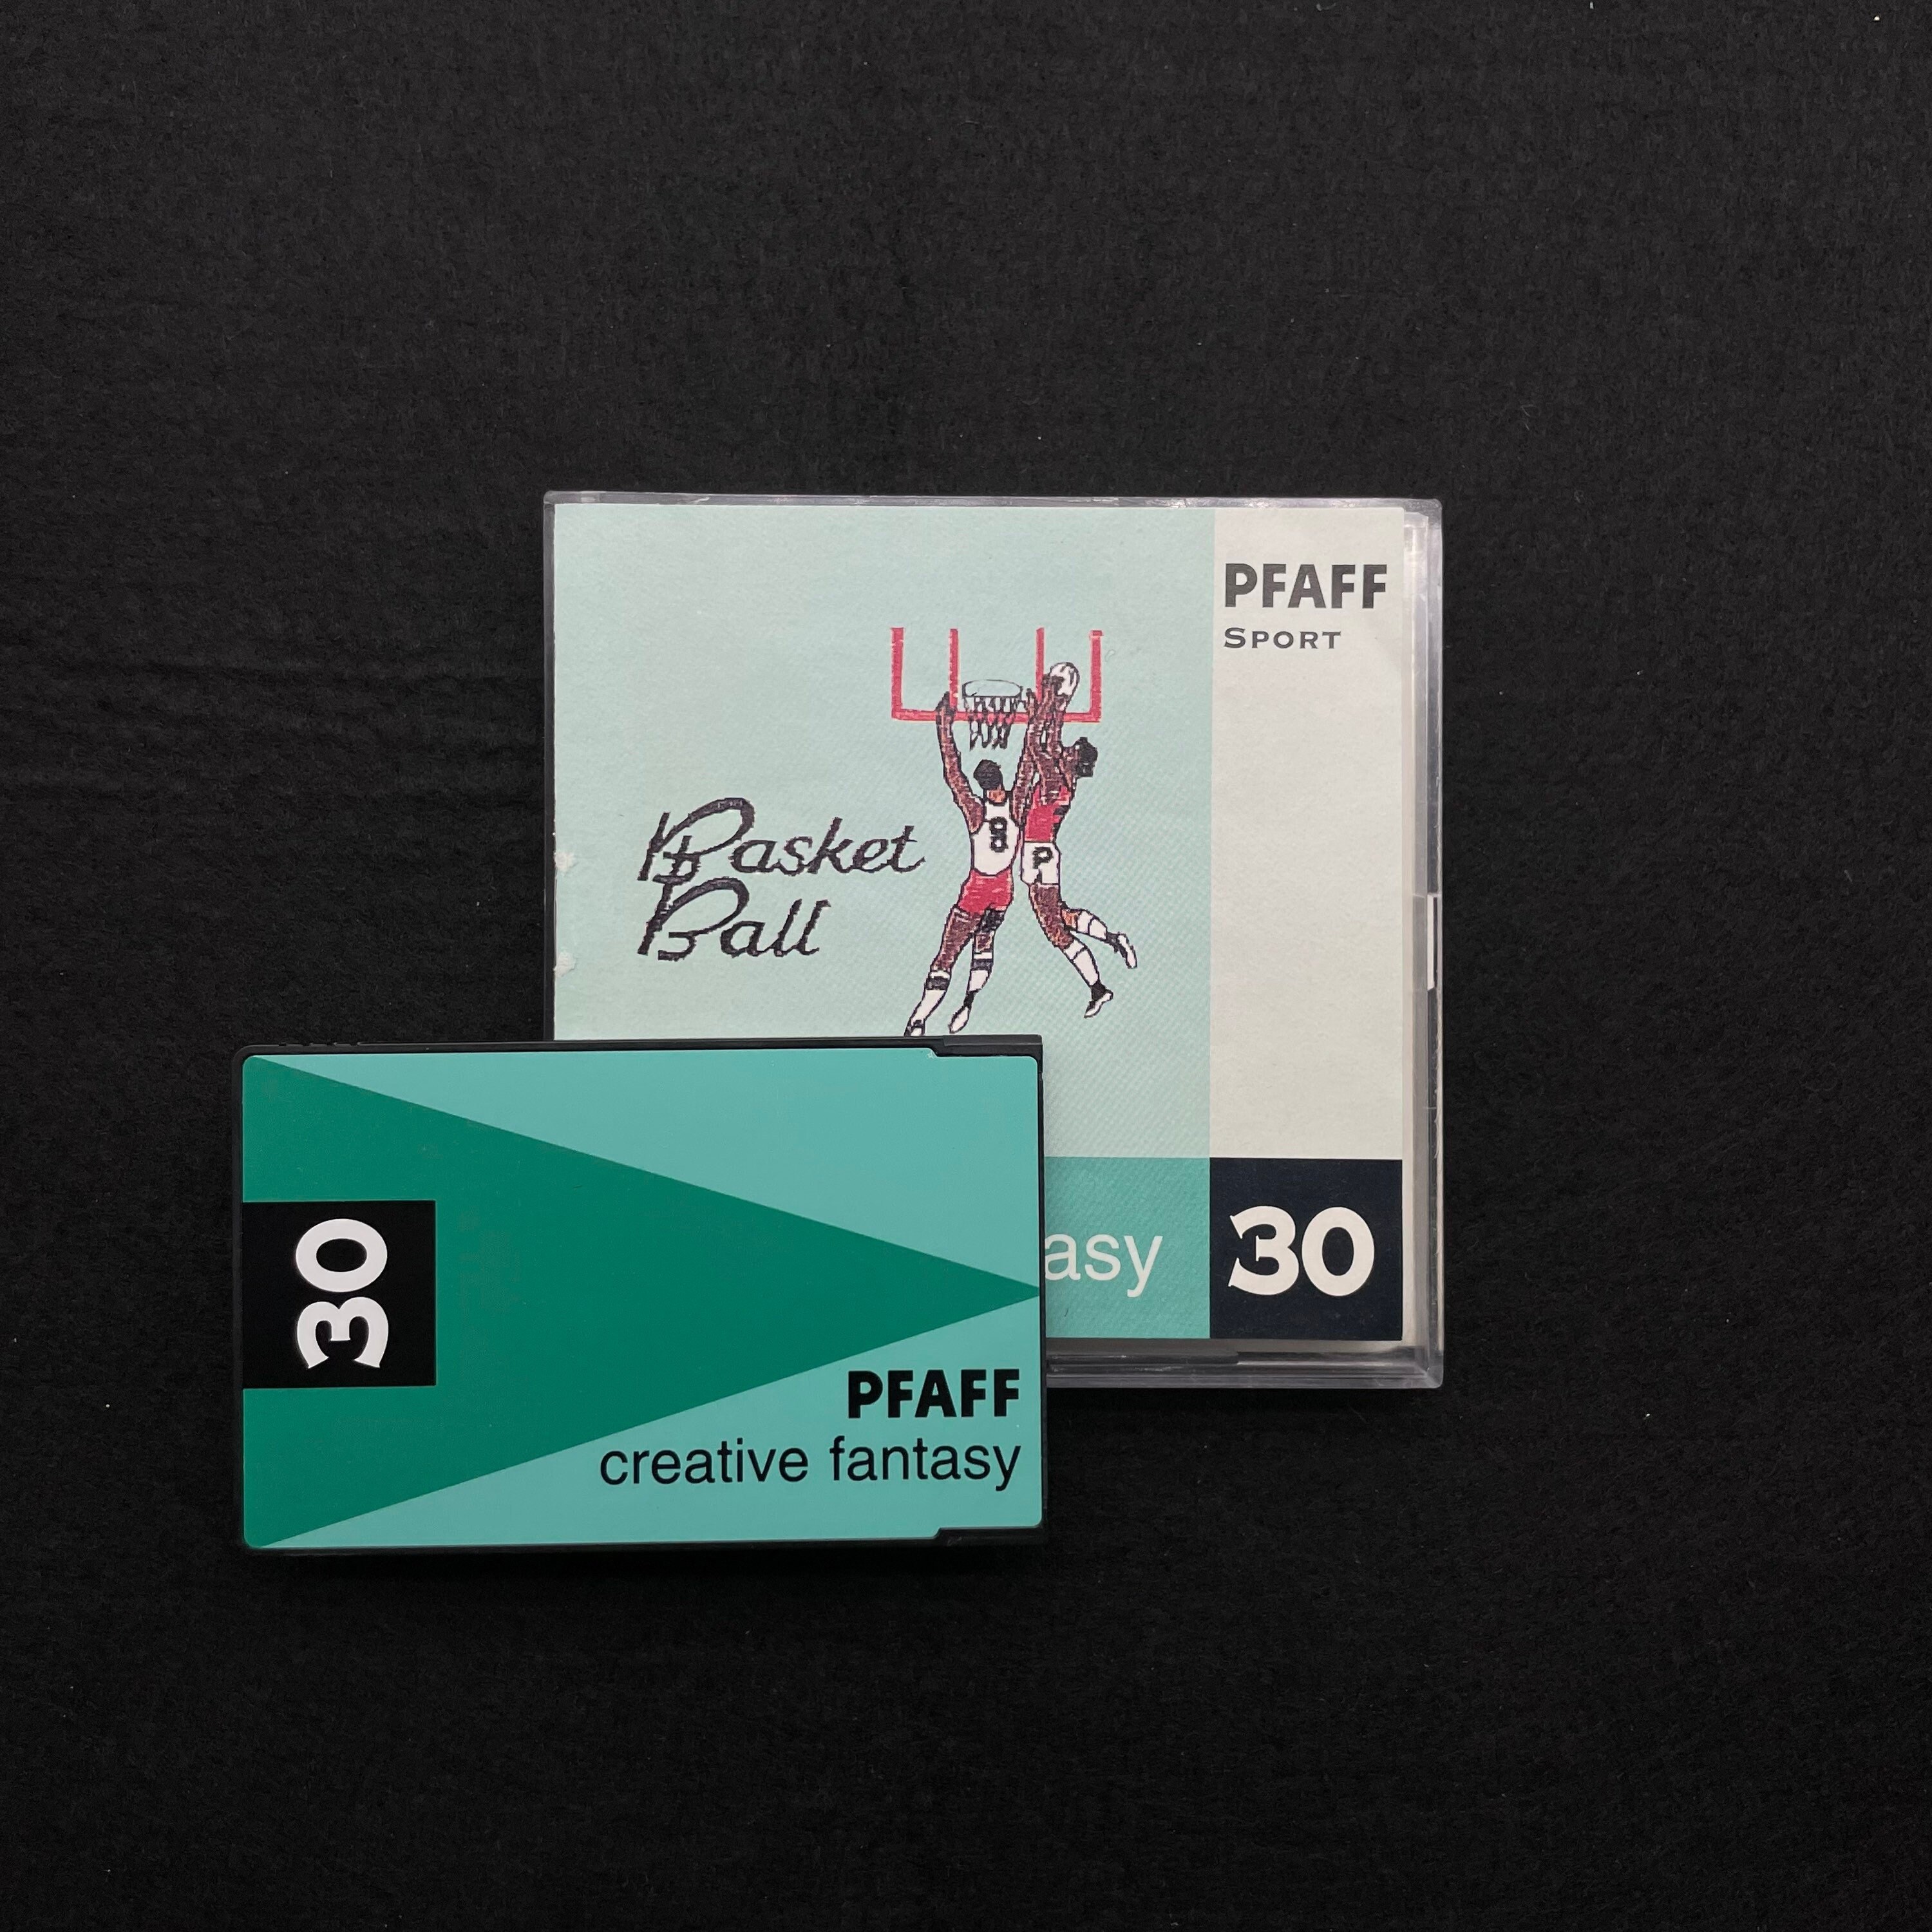 PFAFF
SPORT
Basket
Ball
8
P
asy
30
30
PFAFF
creative fantasy